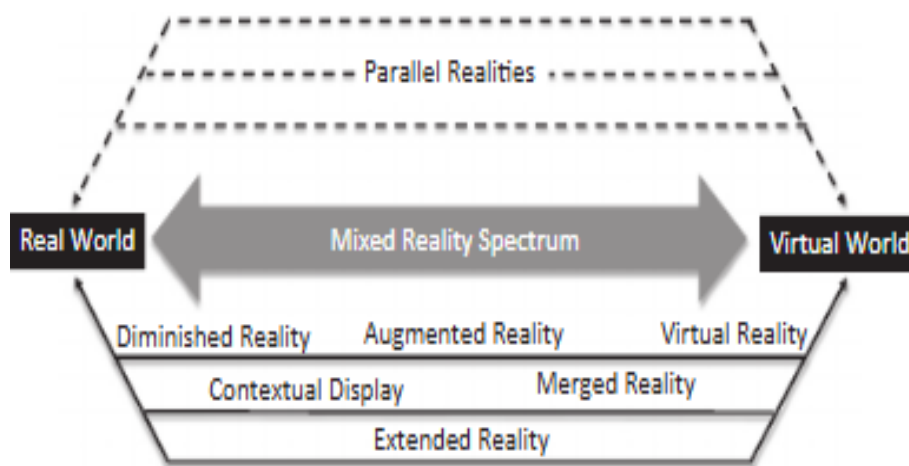 Parallel Realities
Real World
Mixed Reality Spectrum
Virtual World
Diminished Reality
Augmented Reality
Virtual Reality
Contextual Display
Merged Reality
Extended Reality